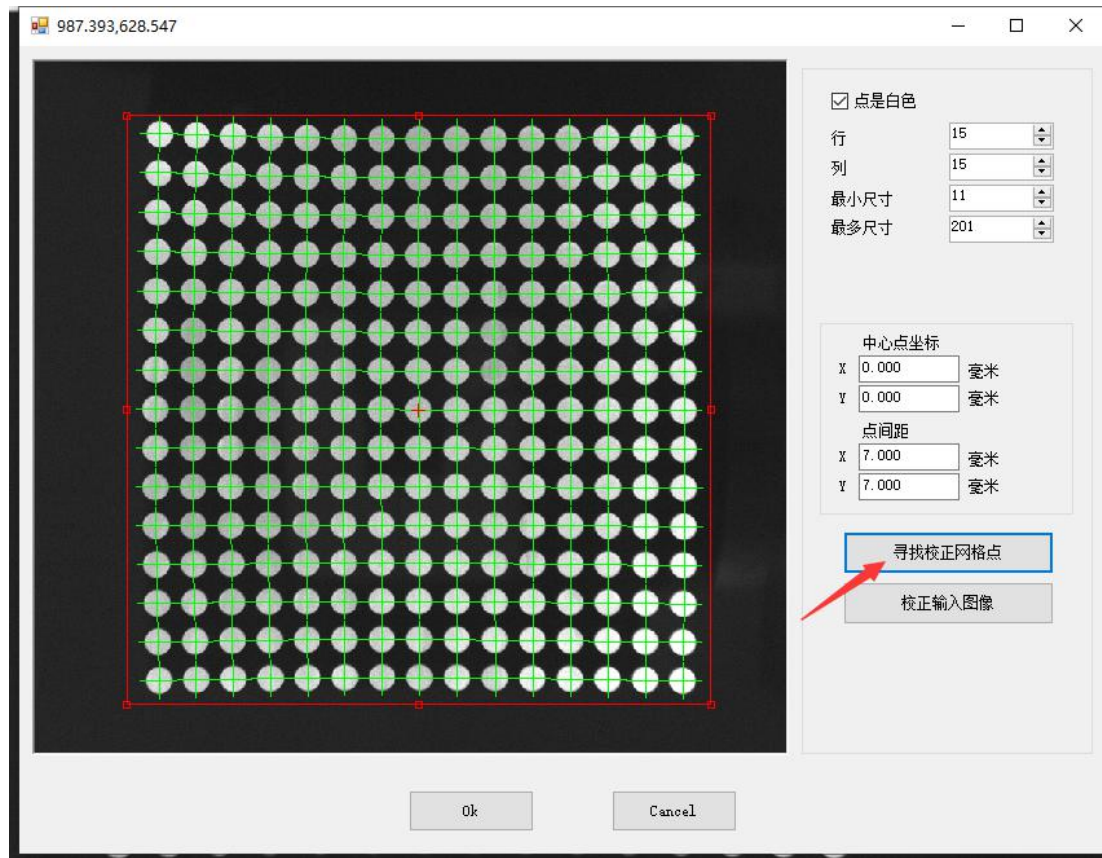 987.393,628.547
点是白色
行 15
列 15
最小尺寸 11
最多尺寸 201
中心点坐标
X 0.000 毫米
Y 0.000 毫米
点间距
X 7.000 毫米
Y 7.000 毫米
寻找校正网格点
校正输入图像
Ok Cancel